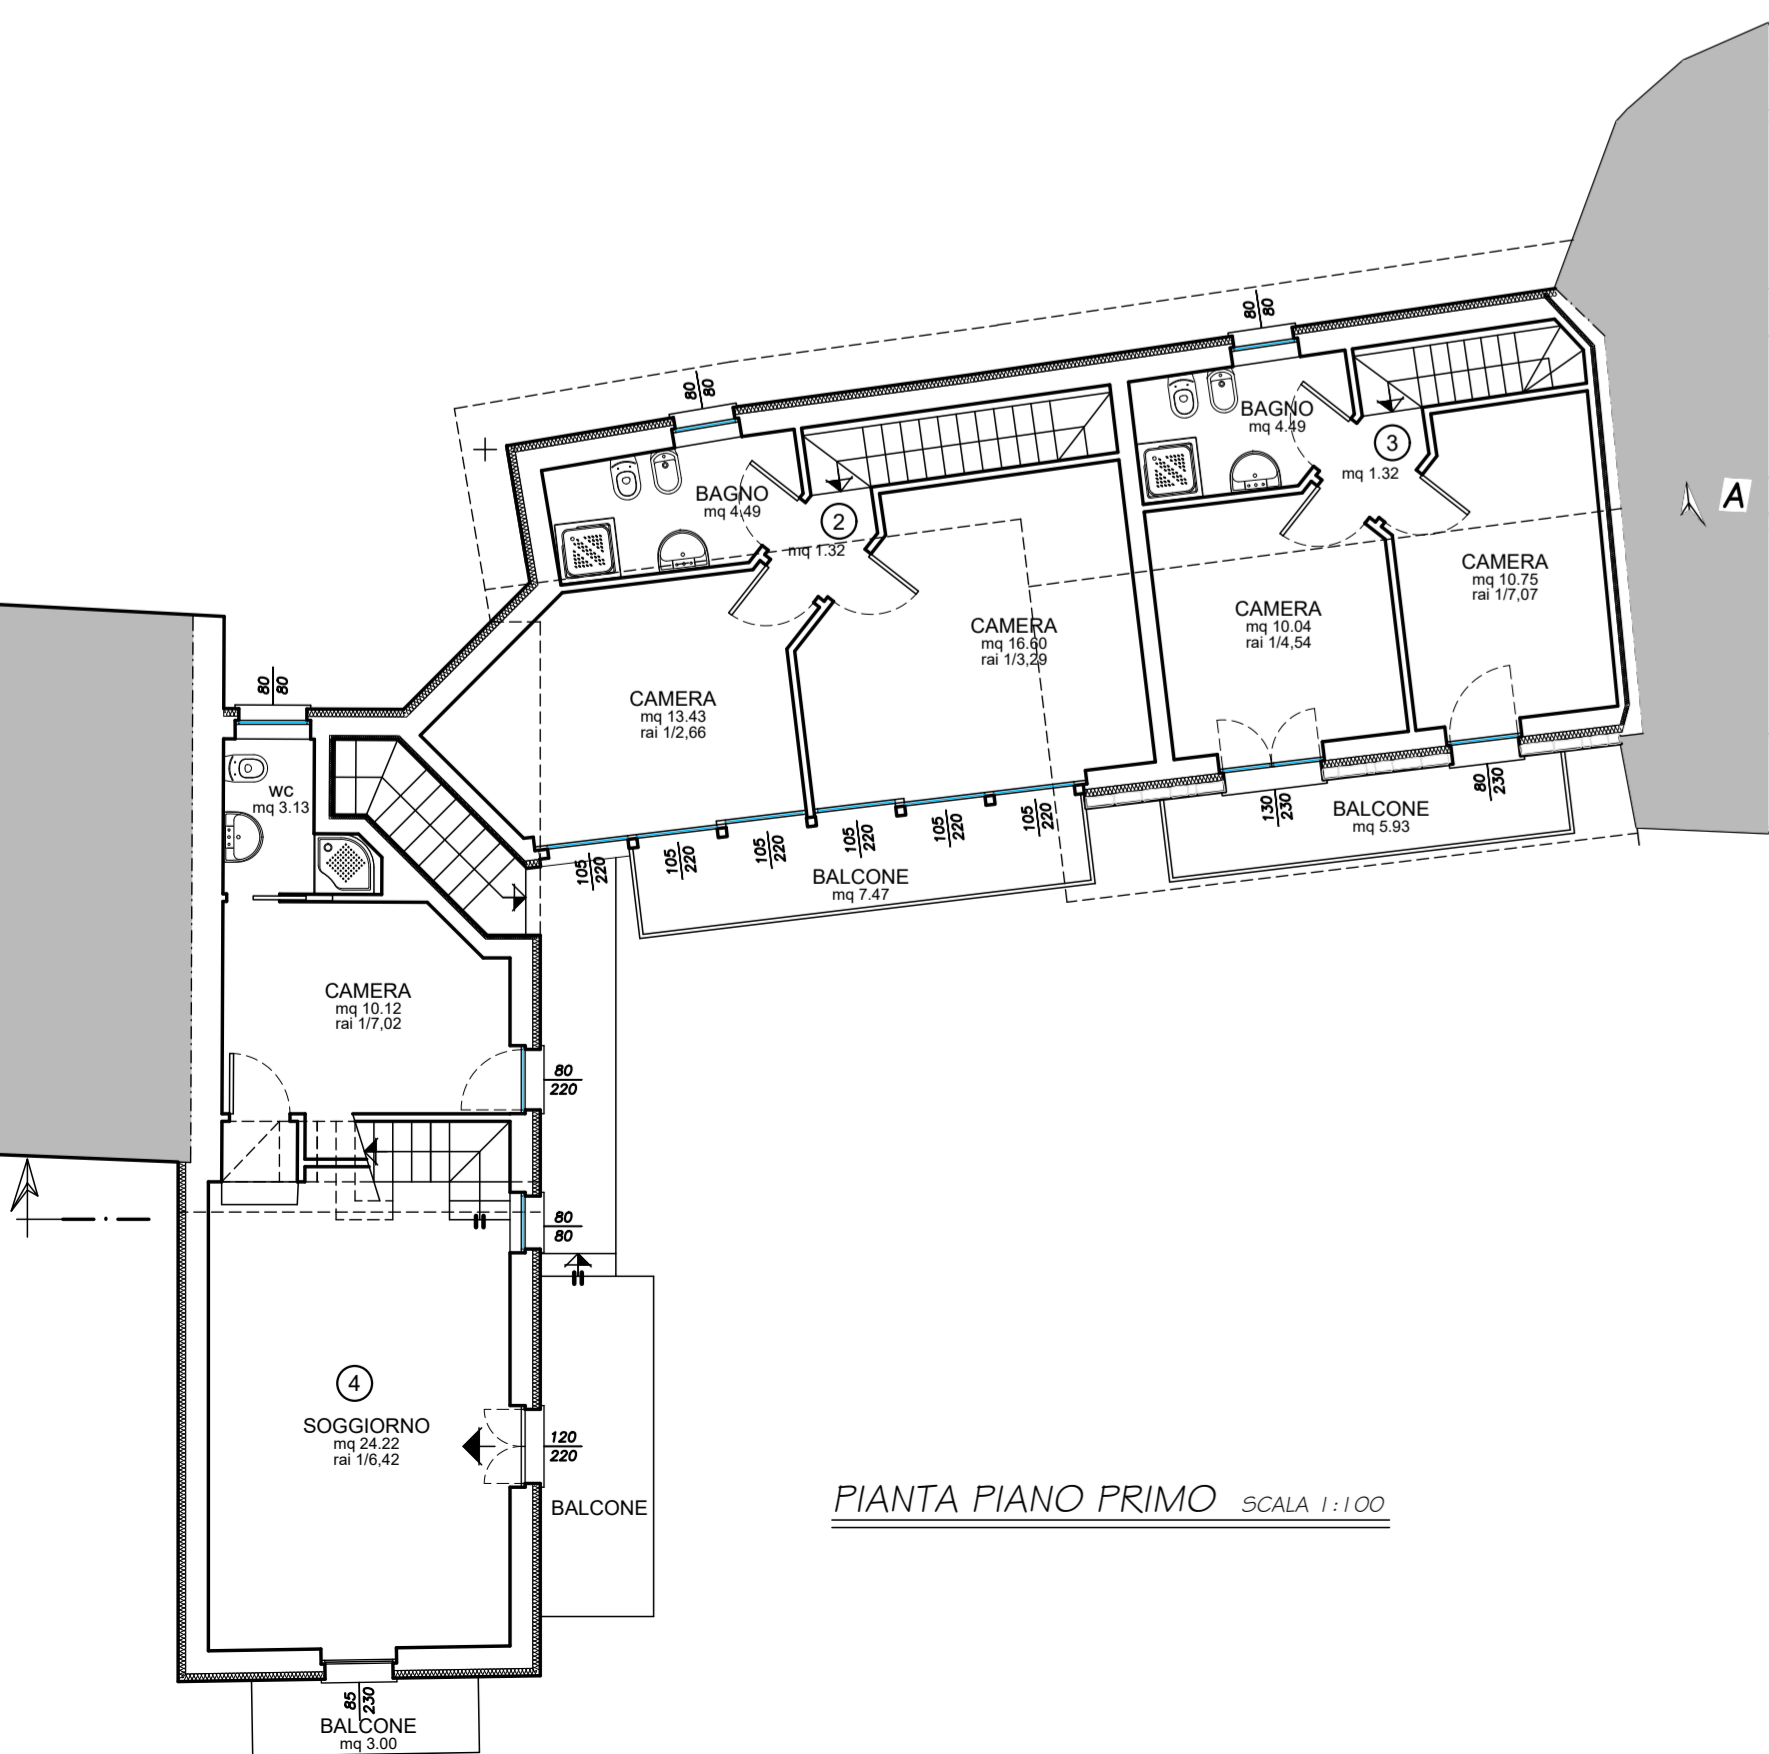 80
80
80
80
BAGNO
mq 4.49
3
mq 1.32
A
BAGNO
mq 4.49
2
mq 1.32
CAMERA
mq 10.75
rai 1/7,07
CAMERA
mq 10.04
rai 1/4,54
CAMERA
mq 16.60
rai 1/3,29
CAMERA
mq 13.43
rai 1/2,66
80
80
WC
mq 3.13
105
220
105
220
105
220
105
220
105
220
105
220
130
230
80
230
BALCONE
mq 5.93
BALCONE
mq 7.47
CAMERA
mq 10.12
rai 1/7,02
80
220
80
80
4
SOGGIORNO
mq 24.22
rai 1/6,42
120
220
BALCONE
PIANTA PIANO PRIMO SCALA 1:100
85
230
BALCONE
mq 3.00